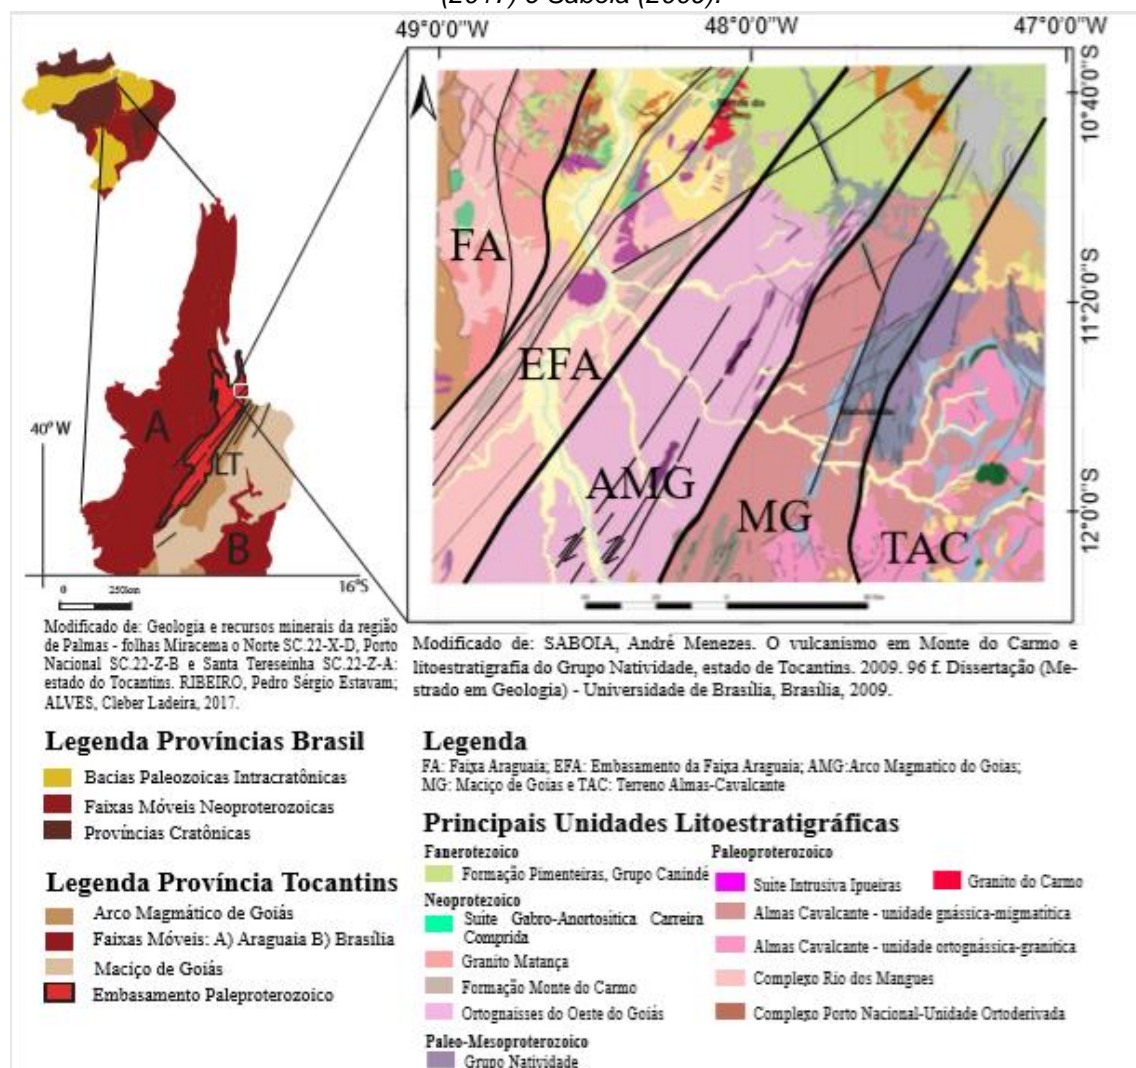 (2017) e Saboia (2009).
49°0'0"W 48°0'0"W 47°0'0"W
10°40'0"S
11°20'0"S
12°0'0"S
FA
EFA
AMG
MG
TAC
A
LT
B
40° W
16°S
0 250km
Modificado de: Geologia e recursos minerais da região
de Palmas - folhas Miracema o Norte SC.22-X-D, Porto
Nacional SC.22-Z-B e Santa Teresinha SC.22-Z-A:
estado do Tocantins. RIBEIRO, Pedro Sérgio Estavam;
ALVES, Cleber Ladeira, 2017.
Modificado de: SABOIA, André Menezes. O vulcanismo em Monte do Carmo e
litoestratigrafia do Grupo Natividade, estado de Tocantins. 2009. 96 f. Dissertação (Me-
strado em Geologia) - Universidade de Brasília, Brasília, 2009.
Legenda Províncias Brasil
Bacias Paleozoicas Intracratônicas
Faixas Móveis Neoproterozoicas
Províncias Cratônicas
Legenda Província Tocantins
Arco Magmático de Goiás
Faixas Móveis: A) Araguaia B) Brasília
Maciço de Goiás
Embasamento Paleproterozoico
Legenda
FA: Faixa Araguaia; EFA: Embasamento da Faixa Araguaia; AMG:Arco Magmatico do Goias;
MG: Maciço de Goias e TAC: Terreno Almas-Cavalcante
Principais Unidades Litoestratigráficas
Fanerotezoico
Formação Pimenteiras, Grupo Canindé
Neoprotezoico
Suite Gabro-Anortositica Carreira
Comprida
Granito Matança
Formação Monte do Carmo
Ortognaisses do Oeste do Goiás
Paleo-Mesoproterozoico
Grupo Natividade
Paleoproterozoico
Suite Intrusiva Ipueiras
Granito do Carmo
Almas Cavalcante - unidade gnássica-migmatítica
Almas Cavalcante - unidade ortognássica-granítica
Complexo Rio dos Mangues
Complexo Porto Nacional-Unidade Ortoderivada